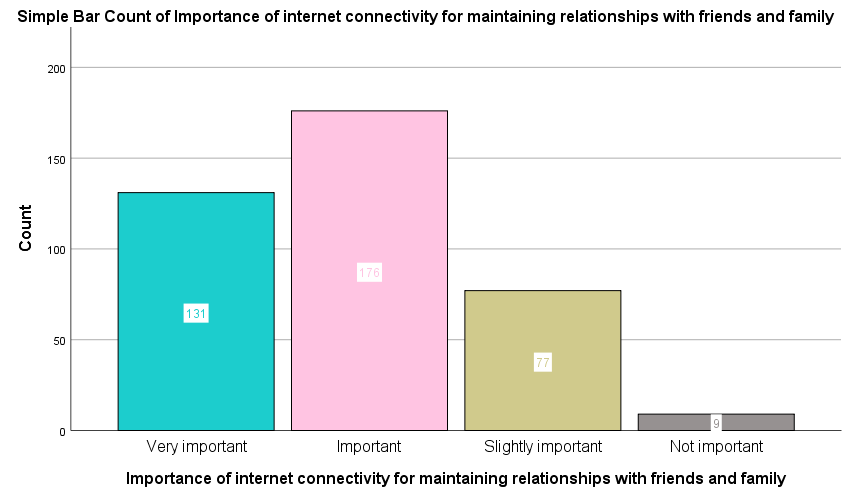 Simple Bar Count of Importance of internet connectivity for maintaining relationships with friends and family
200
150
100
50
0
Count
131
176
77
9
Very important
Important
Slightly important
Not important
Importance of internet connectivity for maintaining relationships with friends and family